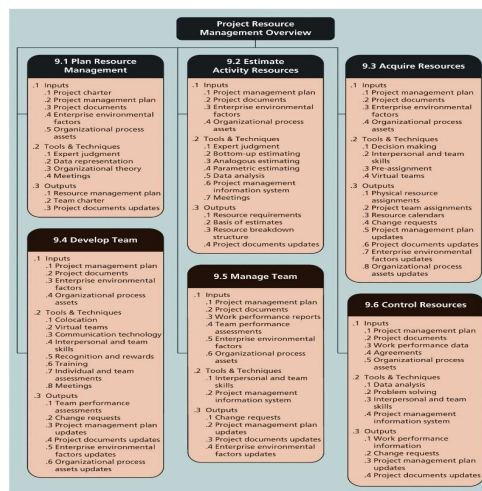 Project Resource
Management Overview
9.1 Plan Resource
Management
.1 Inputs
.1 Project charter
.2 Project management plan
.3 Project documents
.4 Enterprise environmental
factors
.5 Organizational process
assets
.2 Tools & Techniques
.1 Expert judgment
.2 Data representation
.3 Organizational theory
.4 Meetings
.3 Outputs
.1 Resource management plan
.2 Team charter
.3 Project documents updates
9.2 Estimate
Activity Resources
.1 Inputs
.1 Project management plan
.2 Project documents
.3 Enterprise environmental
factors
.4 Organizational process
assets
.2 Tools & Techniques
.1 Expert judgment
.2 Bottom-up estimating
.3 Analogous estimating
.4 Parametric estimating
.5 Data analysis
.6 Project management
information system
.7 Meetings
.3 Outputs
.1 Resource requirements
.2 Basis of estimates
.3 Resource breakdown
structure
.4 Project documents updates
9.3 Acquire Resources
.1 Inputs
.1 Project management plan
.2 Project documents
.3 Enterprise environmental
factors
.4 Organizational process
assets
.2 Tools & Techniques
.1 Decision making
.2 Interpersonal and team
skills
.3 Pre-assignment
.4 Virtual teams
.3 Outputs
.1 Physical resource
assignments
.2 Project team assignments
.3 Resource calendars
.4 Change requests
.5 Project management plan
updates
.6 Project documents updates
.7 Enterprise environmental
factors updates
.8 Organizational process
assets updates
9.4 Develop Team
.1 Inputs
.1 Project management plan
.2 Project documents
.3 Enterprise environmental
factors
.4 Organizational process
assets
.2 Tools & Techniques
.1 Colocation
.2 Virtual teams
.3 Communication technology
.4 Interpersonal and team
skills
.5 Recognition and rewards
.6 Training
.7 Individual and team
assessments
.8 Meetings
.3 Outputs
.1 Team performance
assessments
.2 Change requests
.3 Project management plan
updates
.4 Project documents updates
.5 Enterprise environmental
factors updates
.6 Organizational process
assets updates
9.5 Manage Team
.1 Inputs
.1 Project management plan
.2 Project documents
.3 Work performance reports
.4 Team performance
assessments
.5 Enterprise environmental
factors
.6 Organizational process
assets
.2 Tools & Techniques
.1 Interpersonal and team
skills
.2 Project management
information system
.3 Outputs
.1 Change requests
.2 Project management plan
updates
.3 Project documents updates
.4 Enterprise environmental
factors updates
9.6 Control Resources
.1 Inputs
.1 Project management plan
.2 Project documents
.3 Work performance data
.4 Agreements
.5 Organizational process
assets
.2 Tools & Techniques
.1 Data analysis
.2 Problem solving
.3 Interpersonal and team
skills
.4 Project management
information system
.3 Outputs
.1 Work performance
information
.2 Change requests
.3 Project management plan
updates
.4 Project documents updates